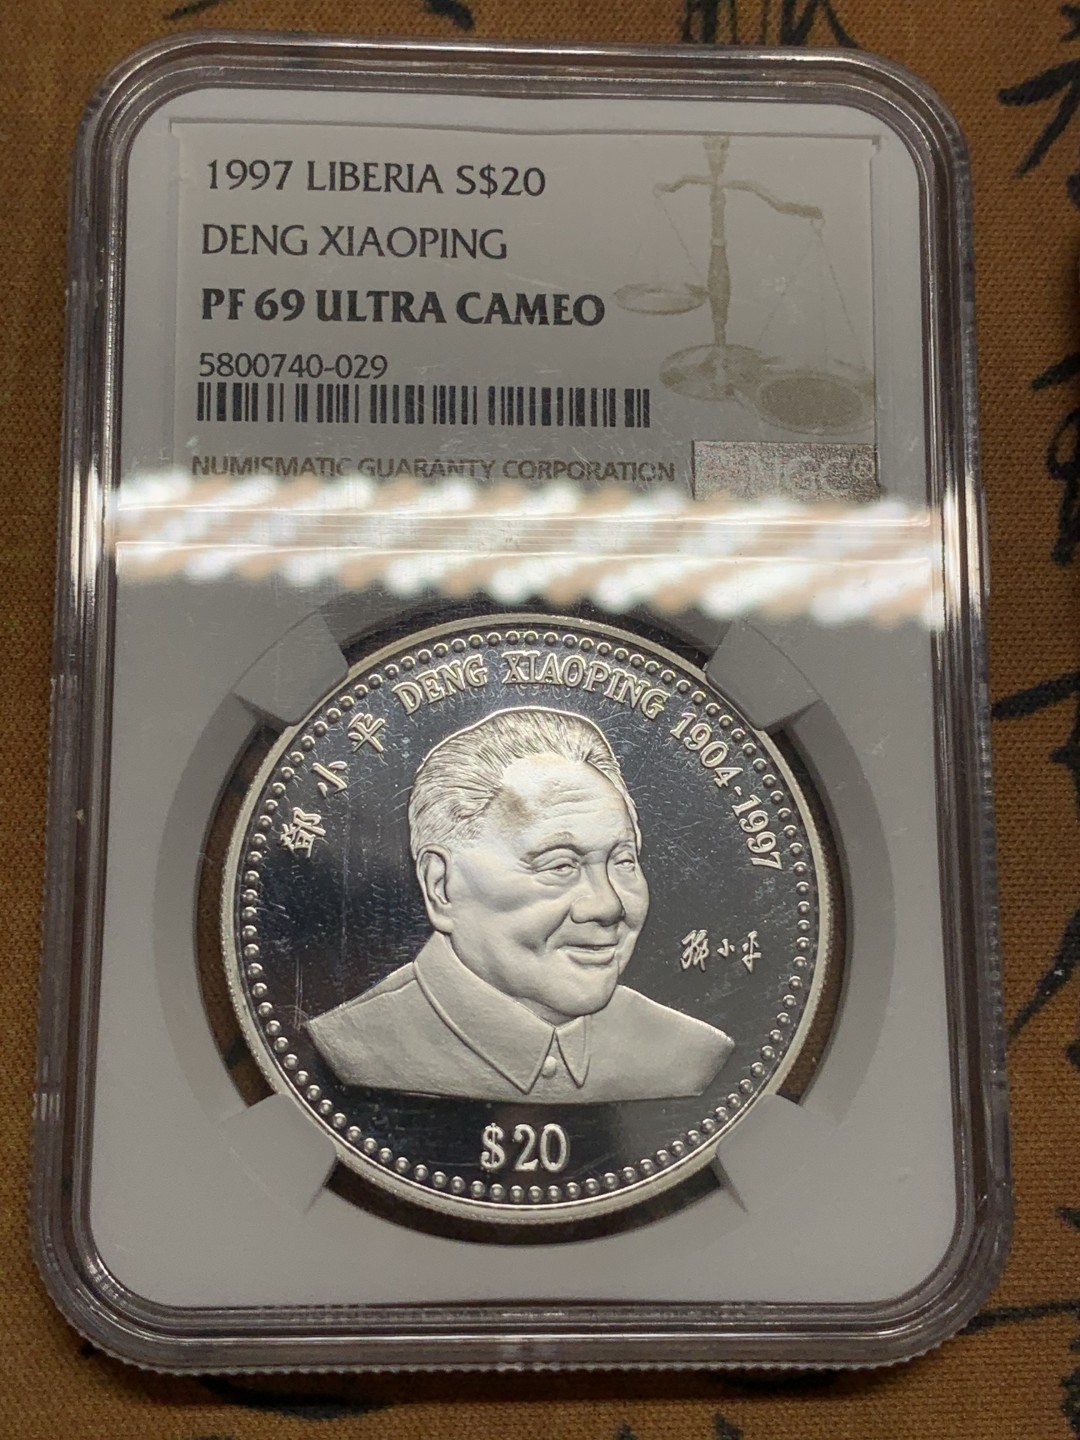 1997 LIBERIA S$20
DENG XIAOPING
PF 69 ULTRA CAMEO
5800740-029
NUMISMATIC GUARANTY CORPORATION
NGC®
鄧小平 DENG XIAOPING 1904-1997
鄧小平
$20